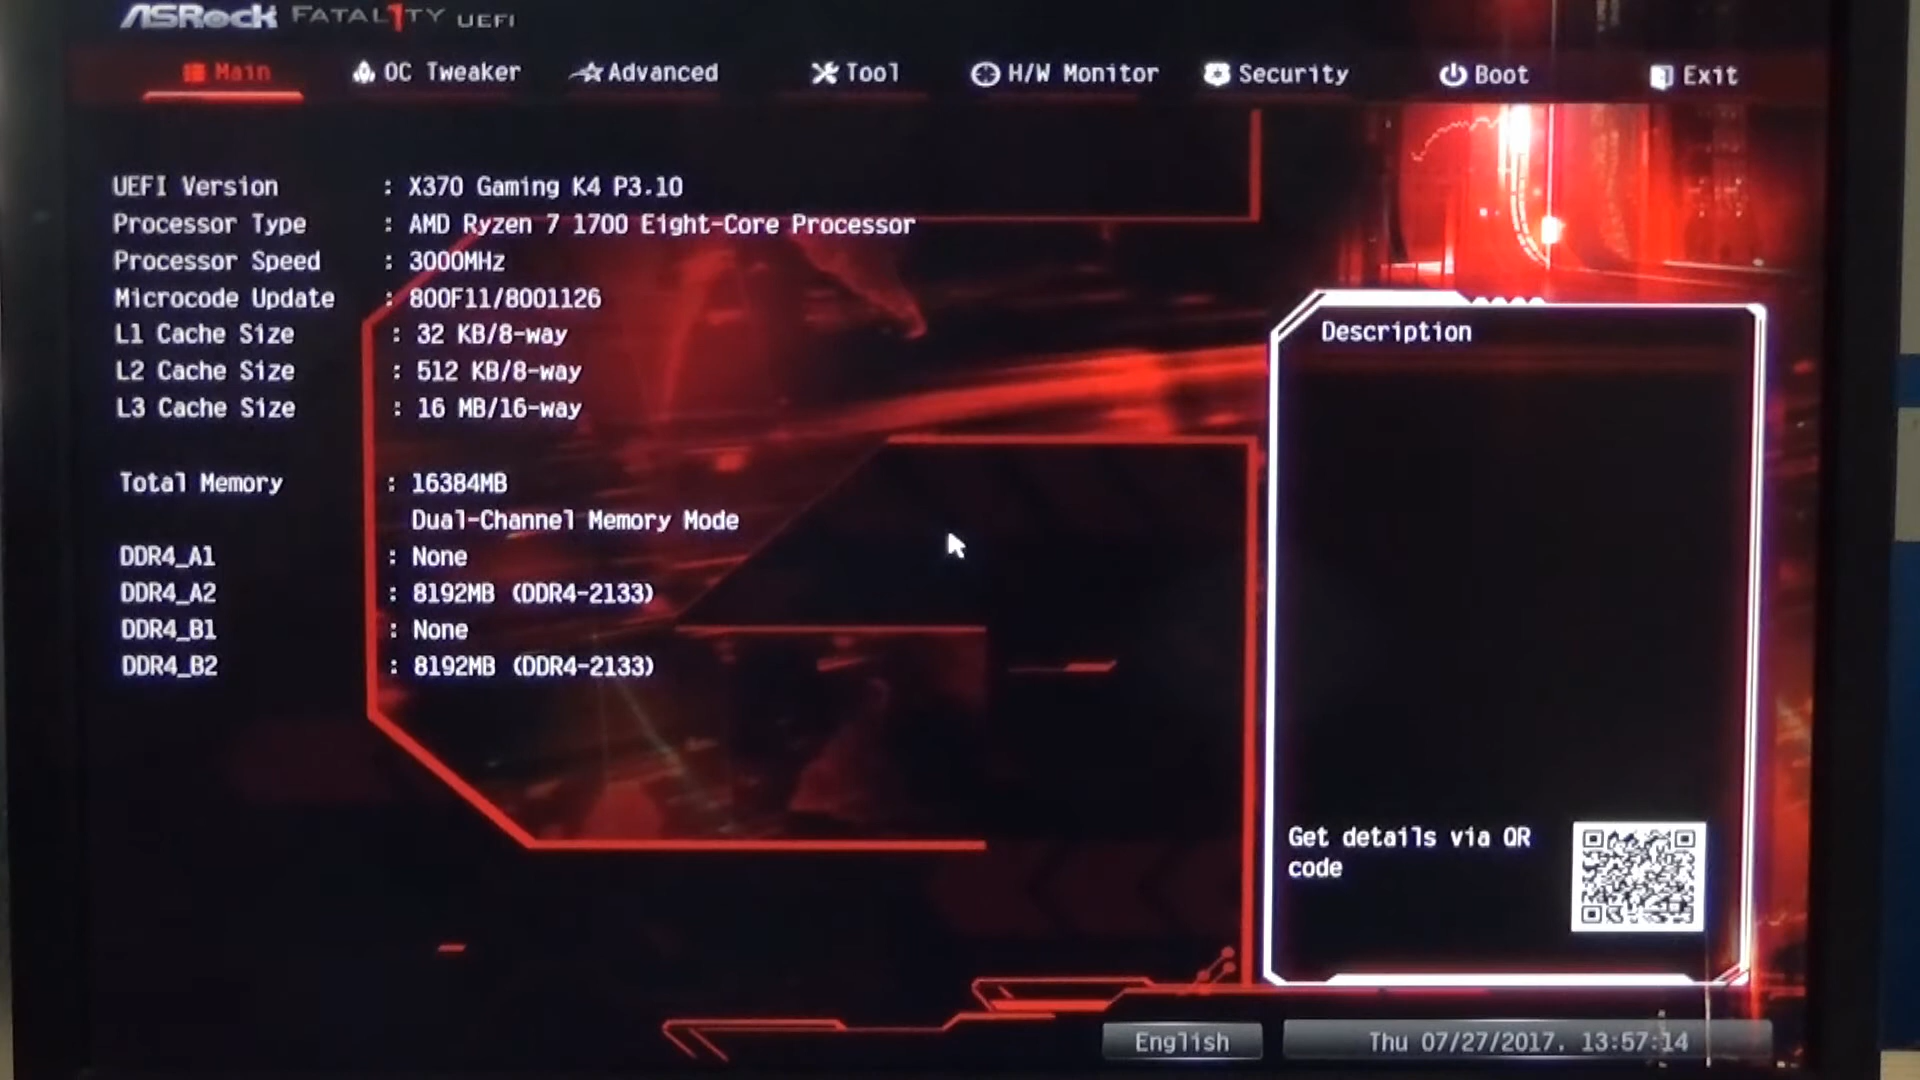 ASRock FATAL1TY UEFI
Main OC Tweaker Advanced Tool H/W Monitor Security Boot Exit
UEFI Version : X370 Gaming K4 P3.10
Processor Type : AMD Ryzen 7 1700 Eight-Core Processor
Processor Speed : 3000MHz
Microcode Update : 800F11/8001126
L1 Cache Size : 32 KB/8-way
L2 Cache Size : 512 KB/8-way
L3 Cache Size : 16 MB/16-way
Total Memory : 16384MB
Dual-Channel Memory Mode
DDR4_A1 : None
DDR4_A2 : 8192MB (DDR4-2133)
DDR4_B1 : None
DDR4_B2 : 8192MB (DDR4-2133)
Description
Get details via QR
code
English
Thu 07/27/2017. 13:57:14